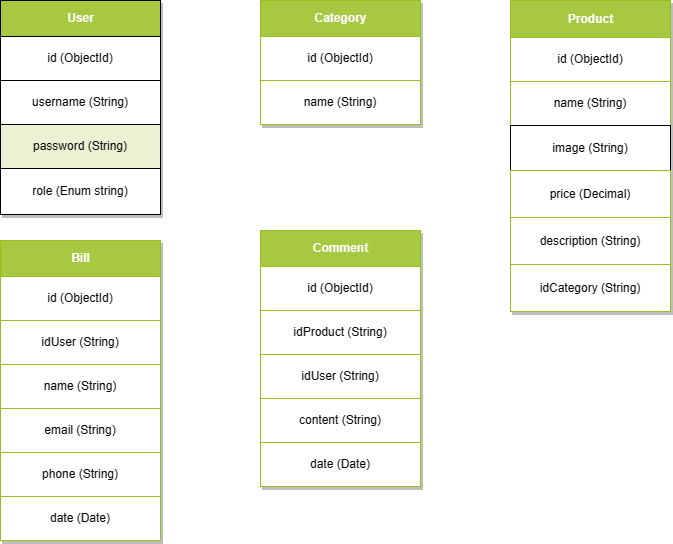 User
id (ObjectId)
username (String)
password (String)
role (Enum string)
Category
id (ObjectId)
name (String)
Product
id (ObjectId)
name (String)
image (String)
price (Decimal)
description (String)
idCategory (String)
Bill
id (ObjectId)
idUser (String)
name (String)
email (String)
phone (String)
date (Date)
Comment
id (ObjectId)
idProduct (String)
idUser (String)
content (String)
date (Date)